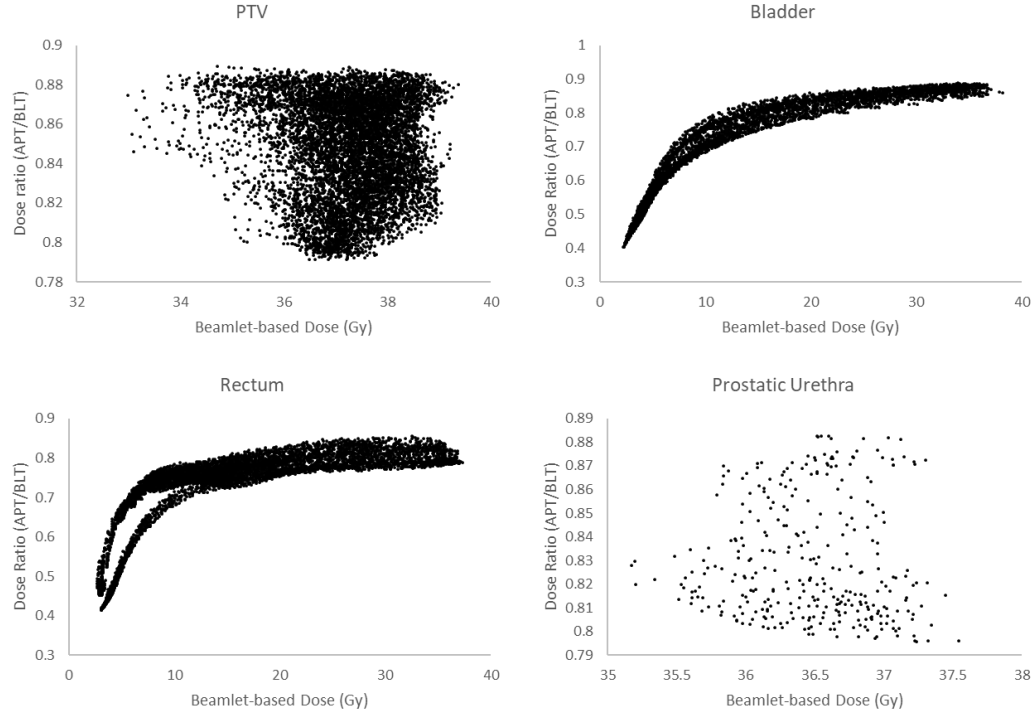 PTV
Dose ratio (APT/BLT)
0.9
0.88
0.86
0.84
0.82
0.8
0.78
32 34 36 38 40
Beamlet-based Dose (Gy)
Bladder
Dose Ratio (APT/BLT)
1
0.9
0.8
0.7
0.6
0.5
0.4
0.3
0 10 20 30 40
Beamlet-based Dose (Gy)
Rectum
Dose Ratio (APT/BLT)
0.9
0.8
0.7
0.6
0.5
0.4
0.3
0 10 20 30 40
Beamlet-based Dose (Gy)
Prostatic Urethra
Dose Ratio (APT/BLT)
0.89
0.88
0.87
0.86
0.85
0.84
0.83
0.82
0.81
0.8
0.79
35 35.5 36 36.5 37 37.5 38
Beamlet-based Dose (Gy)